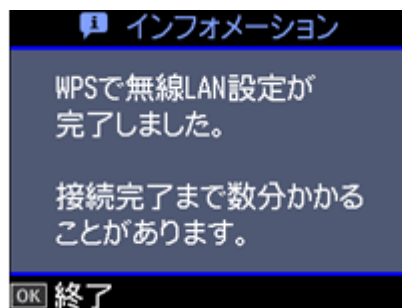 インフォメーション
WPSで無線LAN設定が
完了しました。
接続完了まで数分かかる
ことがあります。
OK 終了